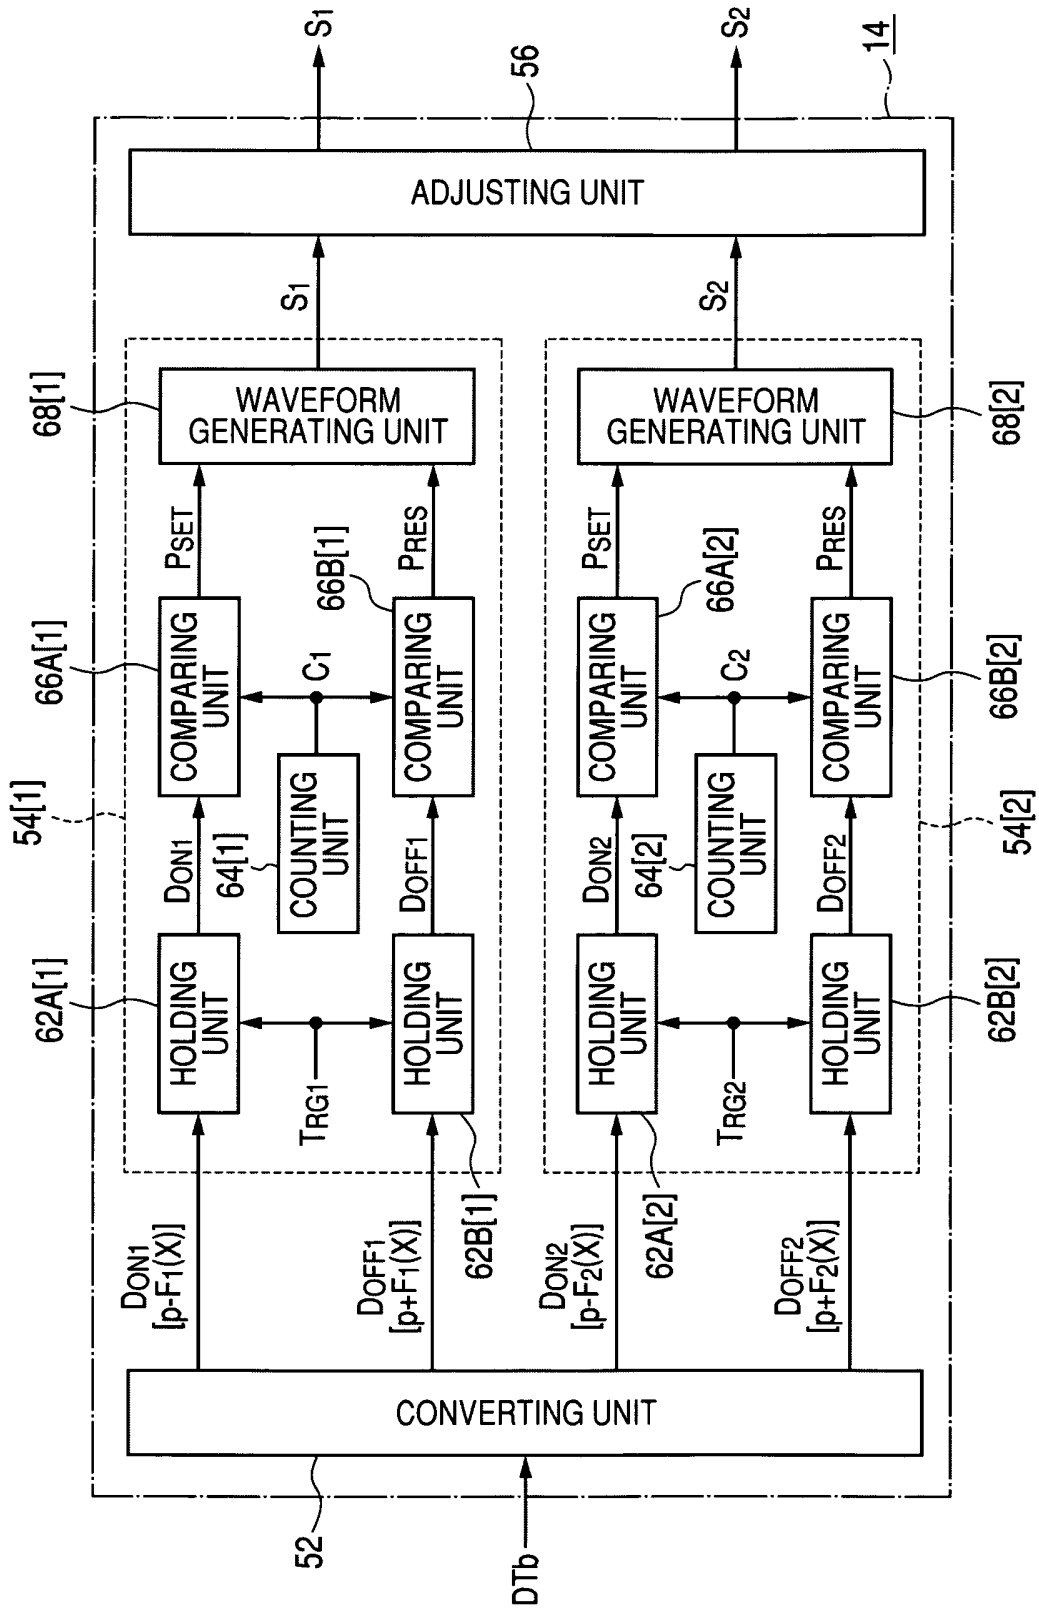 DTb
52
CONVERTING UNIT
DON1
[p-F1(X)]
DOFF1
[p+F1(X)]
DON2
[p-F2(X)]
DOFF2
[p+F2(X)]
54[1]
62A[1]
HOLDING
UNIT
TRG1
HOLDING
UNIT
62B[1]
DON1
DOFF1
64[1]
COUNTING
UNIT
C1
66A[1]
COMPARING
UNIT
66B[1]
COMPARING
UNIT
PSET
PRES
68[1]
WAVEFORM
GENERATING UNIT
S1
54[2]
62A[2]
HOLDING
UNIT
TRG2
HOLDING
UNIT
62B[2]
DON2
DOFF2
64[2]
COUNTING
UNIT
C2
66A[2]
COMPARING
UNIT
66B[2]
COMPARING
UNIT
PSET
PRES
68[2]
WAVEFORM
GENERATING UNIT
S2
56
ADJUSTING UNIT
S1
S2
14